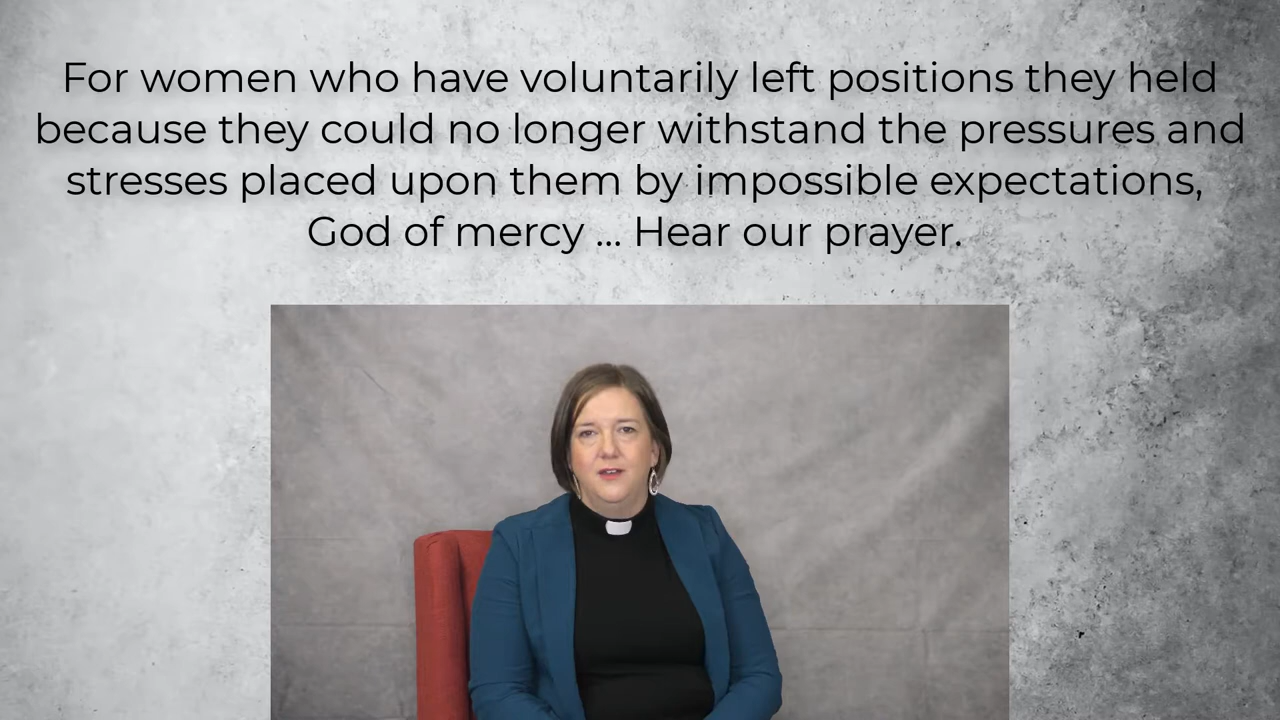 For women who have voluntarily left positions they held
because they could no longer withstand the pressures and
stresses placed upon them by impossible expectations,
God of mercy ... Hear our prayer.